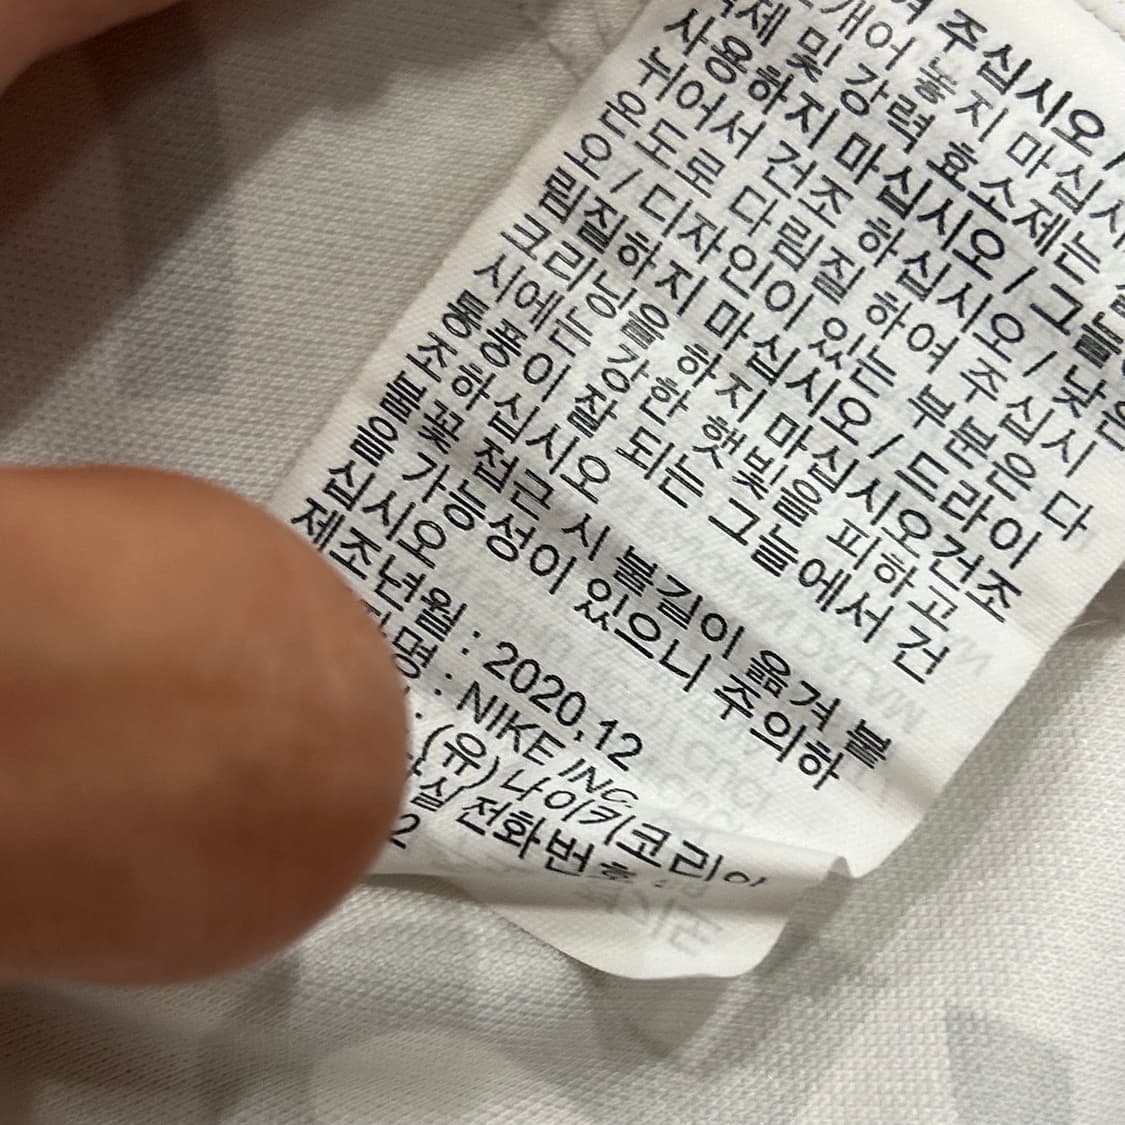 주십시오 /
개어 놓지 마십시
및 강력 효소제는
사용하지 마십시오 / 그늘
뉘어서 건조 하십시오 / 낮은
온도로 다림질 하여 주십시
오 / 디자인이 있는 부분은 다
림질하지 마십시오 / 드라이
크리닝을 하지 마십시오건조
시에는 강한 햇빛을 피하고
통풍이 잘 되는 그늘에서 건
조하십시오
불꽃 접근 시 불길이 옮겨 붙
을 가능성이 있으니 주의하
십시오
제조년월 : 2020.12
명 : NIKE INC.
: (유)나이키코리아
실 전화번호
2